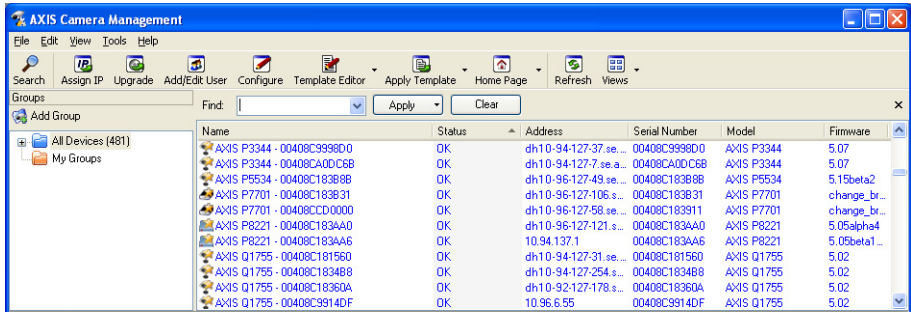 AXIS Camera Management
File Edit View Tools Help
Search Assign IP Upgrade Add/Edit User Configure Template Editor Apply Template Home Page Refresh Views
Groups
Add Group
All Devices (481)
My Groups
Find: Apply Clear
Name Status Address Serial Number Model Firmware
AXIS P3344 - 00408C9998D0 OK dh10-94-127-37.se.... 00408C9998D0 AXIS P3344 5.07
AXIS P3344 - 00408CA0DC6B OK dh10-94-127-7.se.a... 00408CA0DC6B AXIS P3344 5.07
AXIS P5534 - 00408C183B8B OK dh10-96-127-49.se.... 00408C183B8B AXIS P5534 5.15beta2
AXIS P7701 - 00408C183B31 OK dh10-96-127-106.s... 00408C183B31 AXIS P7701 change_br...
AXIS P7701 - 00408CCD0000 OK dh10-96-127-58.se.... 00408C183911 AXIS P7701 change_br...
AXIS P8221 - 00408C183AA0 OK dh10-96-127-121.s... 00408C183AA0 AXIS P8221 5.05alpha4
AXIS P8221 - 00408C183AA6 OK 10.94.137.1 00408C183AA6 AXIS P8221 5.05beta1...
AXIS Q1755 - 00408C181560 OK dh10-94-127-31.se.... 00408C181560 AXIS Q1755 5.02
AXIS Q1755 - 00408C1834B8 OK dh10-94-127-254.s... 00408C1834B8 AXIS Q1755 5.02
AXIS Q1755 - 00408C18360A OK dh10-92-127-178.s... 00408C18360A AXIS Q1755 5.02
AXIS Q1755 - 00408C9914DF OK 10.96.6.55 00408C9914DF AXIS Q1755 5.02